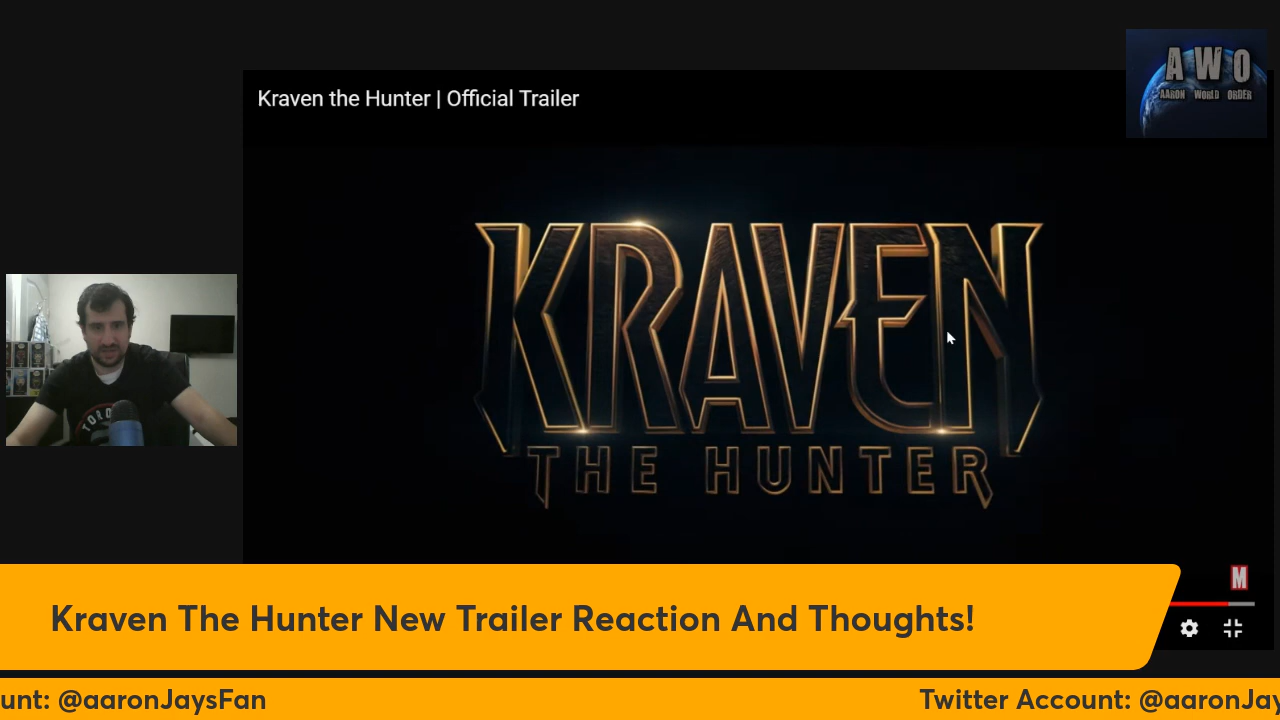 Kraven the Hunter | Official Trailer
A W O
AARON WORLD ORDER
KRAVEN
THE HUNTER
TORO
M
Kraven The Hunter New Trailer Reaction And Thoughts!
unt: @aaronJaysFan
Twitter Account: @aaronJay